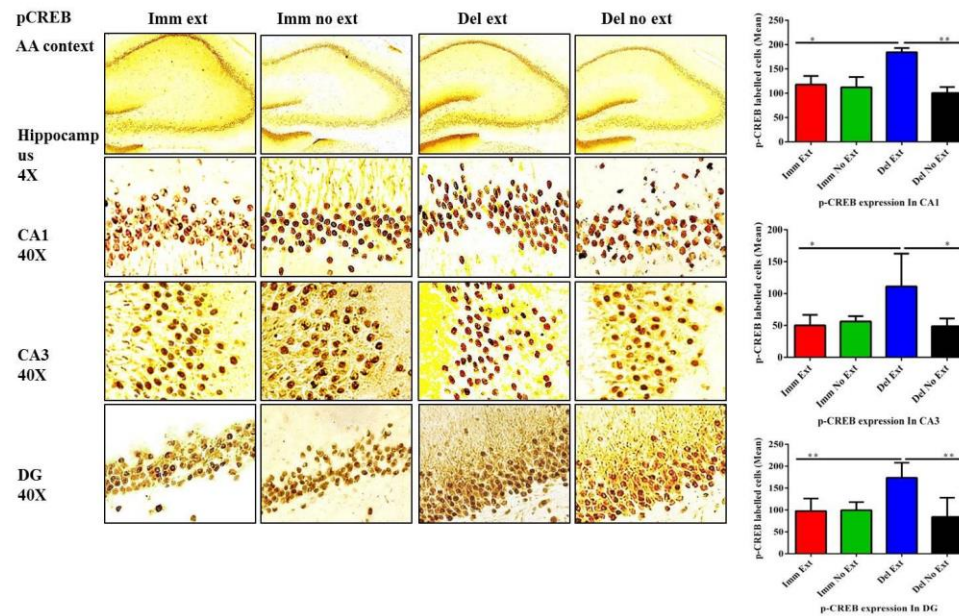 pCREB Imm ext Imm no ext Del ext Del no ext
AA context
Hippocamp
us
4X
CA1
40X
CA3
40X
DG
40X
p-CREB labelled cells (Mean)
200
150
100
50
0
* **
Imm Ext
Imm No Ext
Del Ext
Del No Ext
p-CREB expression In CA1
p-CREB labelled cells (Mean)
200
150
100
50
0
* *
Imm Ext
Imm No Ext
Del Ext
Del No Ext
p-CREB expression In CA3
p-CREB labelled cells (Mean)
250
200
150
100
50
0
** **
Imm Ext
Imm No Ext
Del Ext
Del No Ext
p-CREB expression In DG